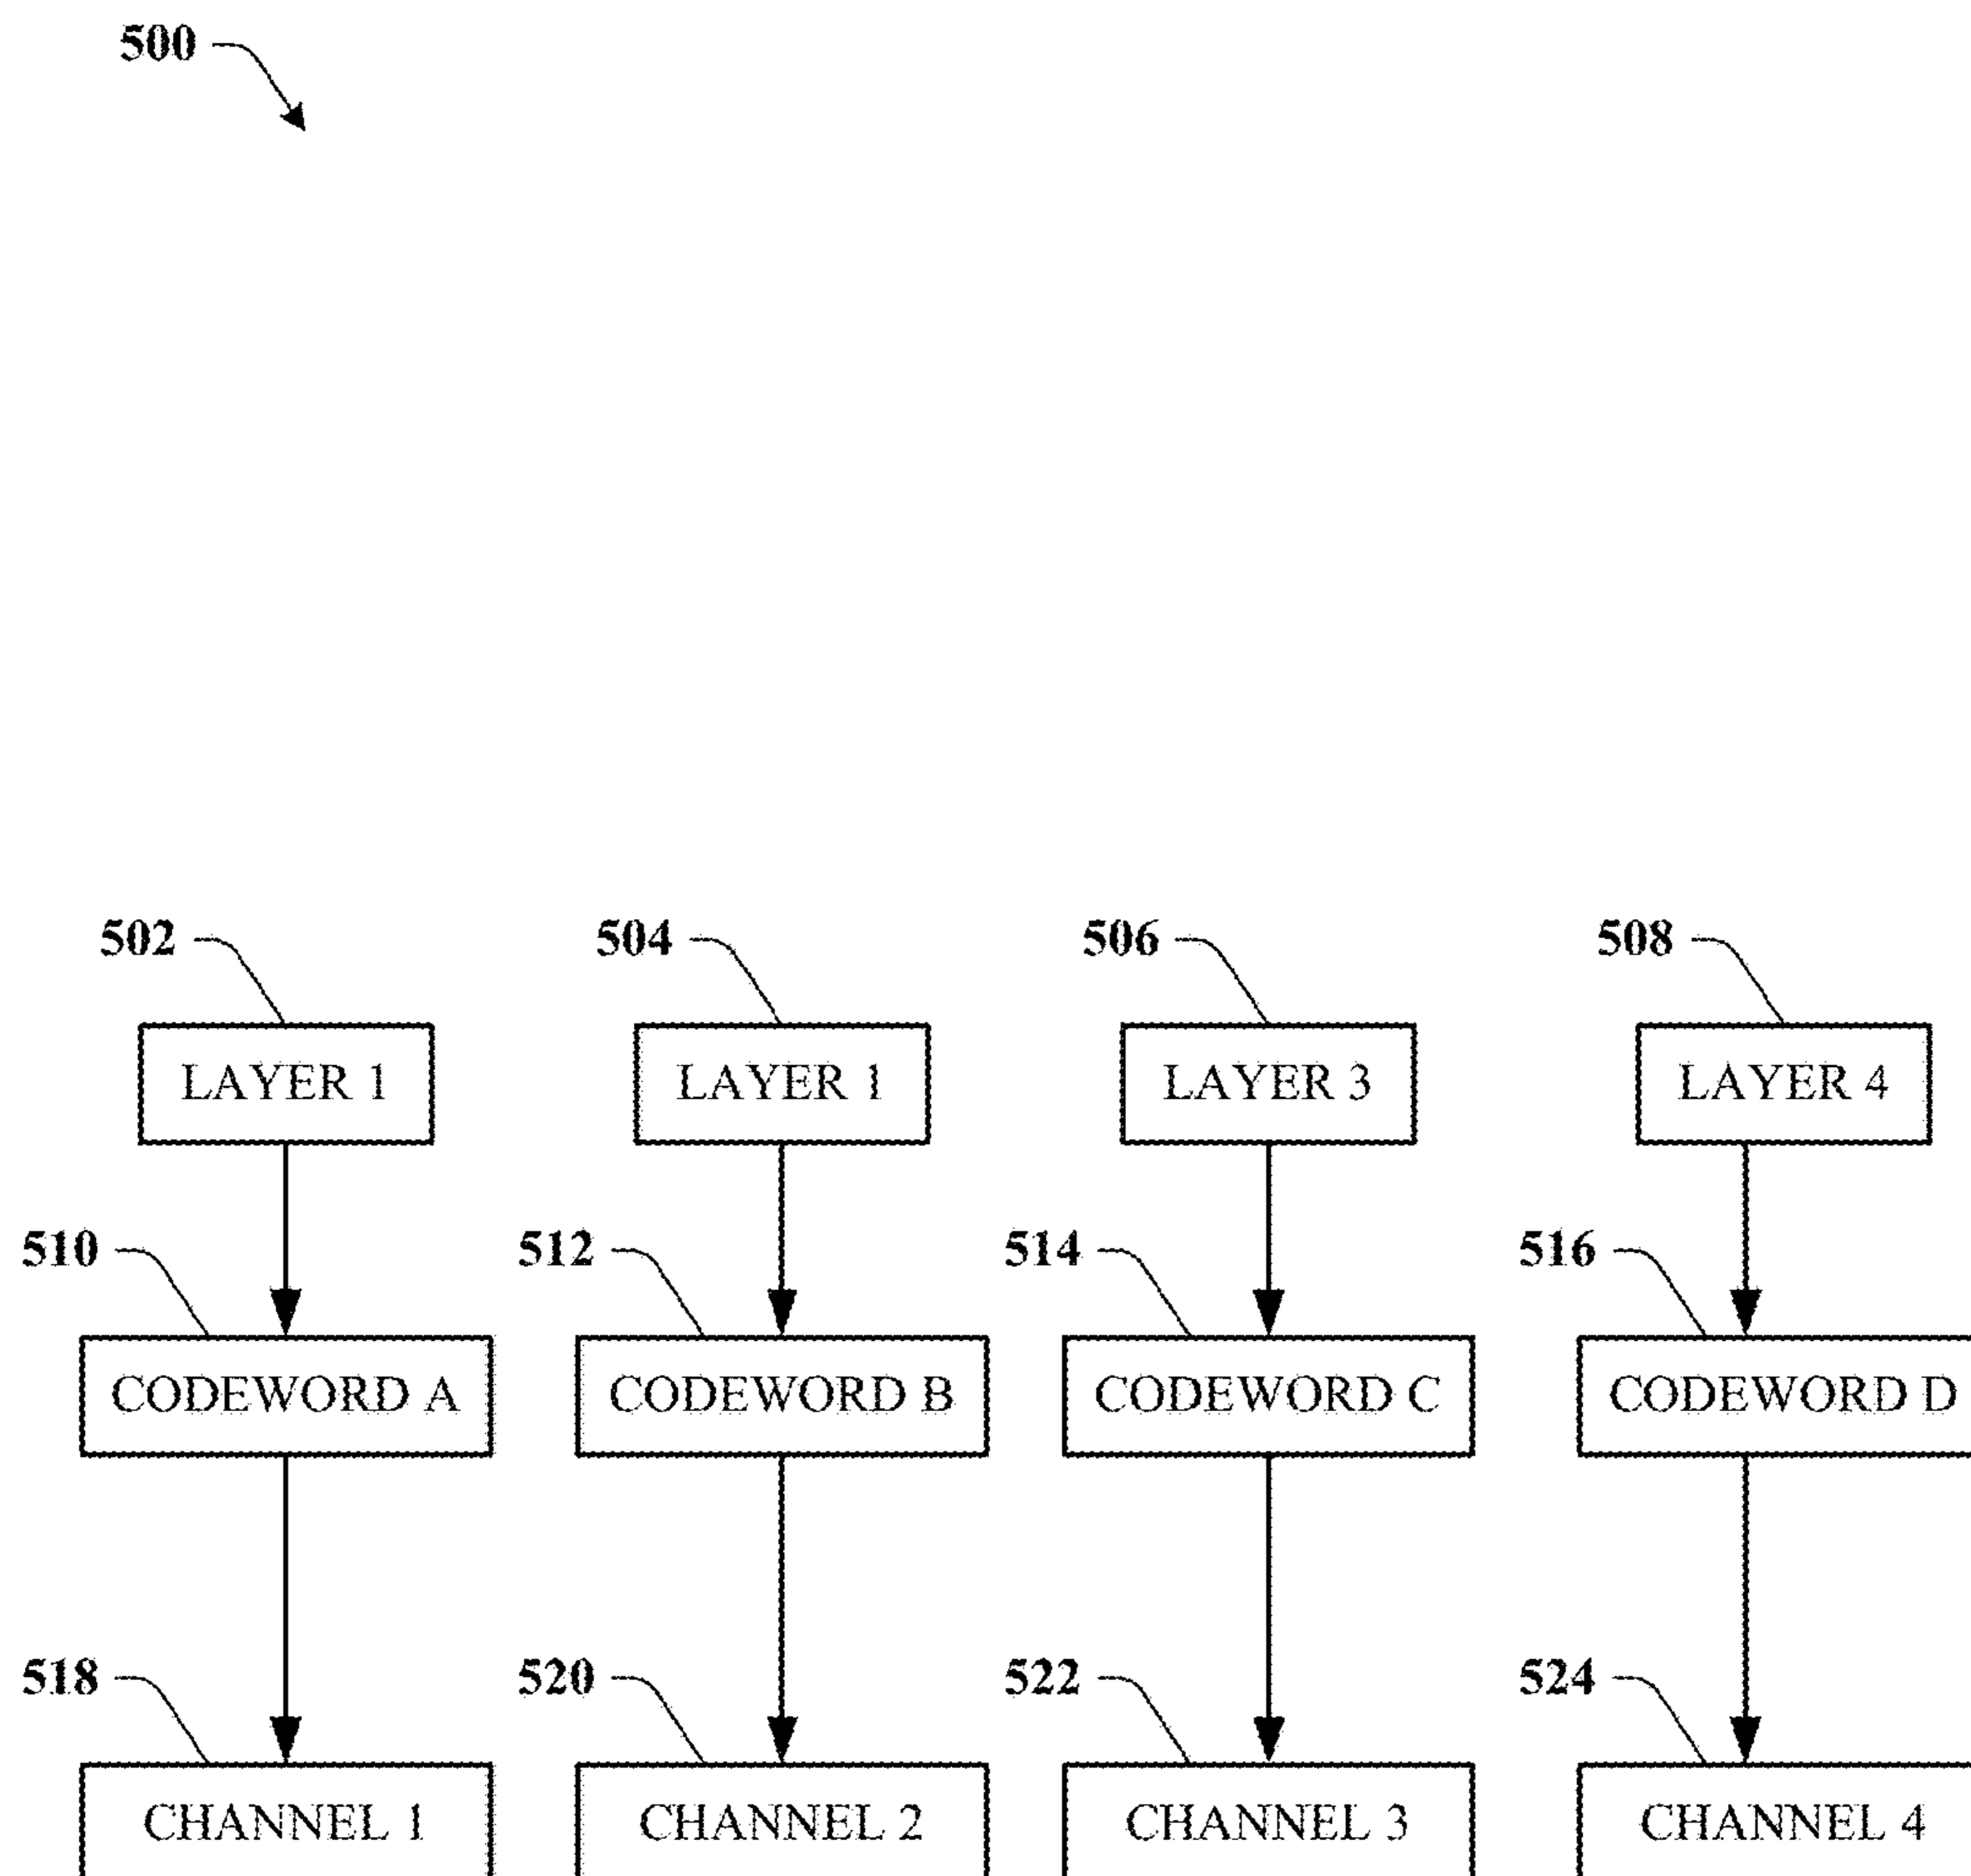 500
502 504 506 508
LAYER 1 LAYER 1 LAYER 3 LAYER 4
510 512 514 516
CODEWORD A CODEWORD B CODEWORD C CODEWORD D
518 520 522 524
CHANNEL 1 CHANNEL 2 CHANNEL 3 CHANNEL 4